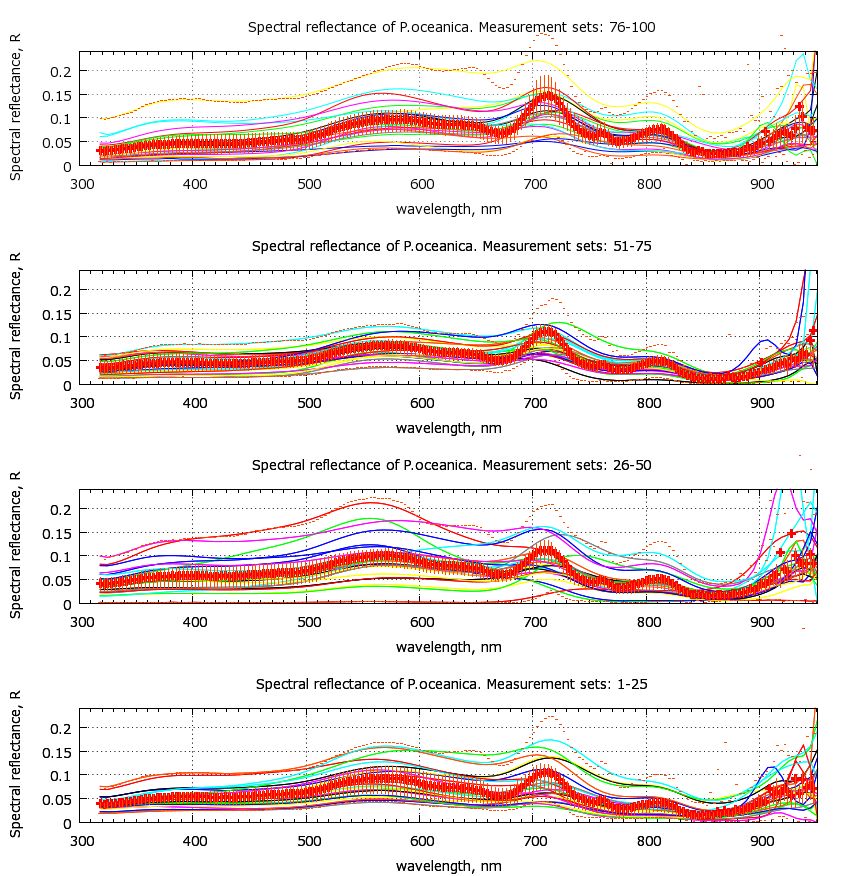 Spectral reflectance of P.oceanica. Measurement sets: 76-100
Spectral reflectance, R
0.2
0.15
0.1
0.05
0
300 400 500 600 700 800 900
wavelength, nm
Spectral reflectance of P.oceanica. Measurement sets: 51-75
Spectral reflectance, R
0.2
0.15
0.1
0.05
0
300 400 500 600 700 800 900
wavelength, nm
Spectral reflectance of P.oceanica. Measurement sets: 26-50
Spectral reflectance, R
0.2
0.15
0.1
0.05
0
300 400 500 600 700 800 900
wavelength, nm
Spectral reflectance of P.oceanica. Measurement sets: 1-25
Spectral reflectance, R
0.2
0.15
0.1
0.05
0
300 400 500 600 700 800 900
wavelength, nm